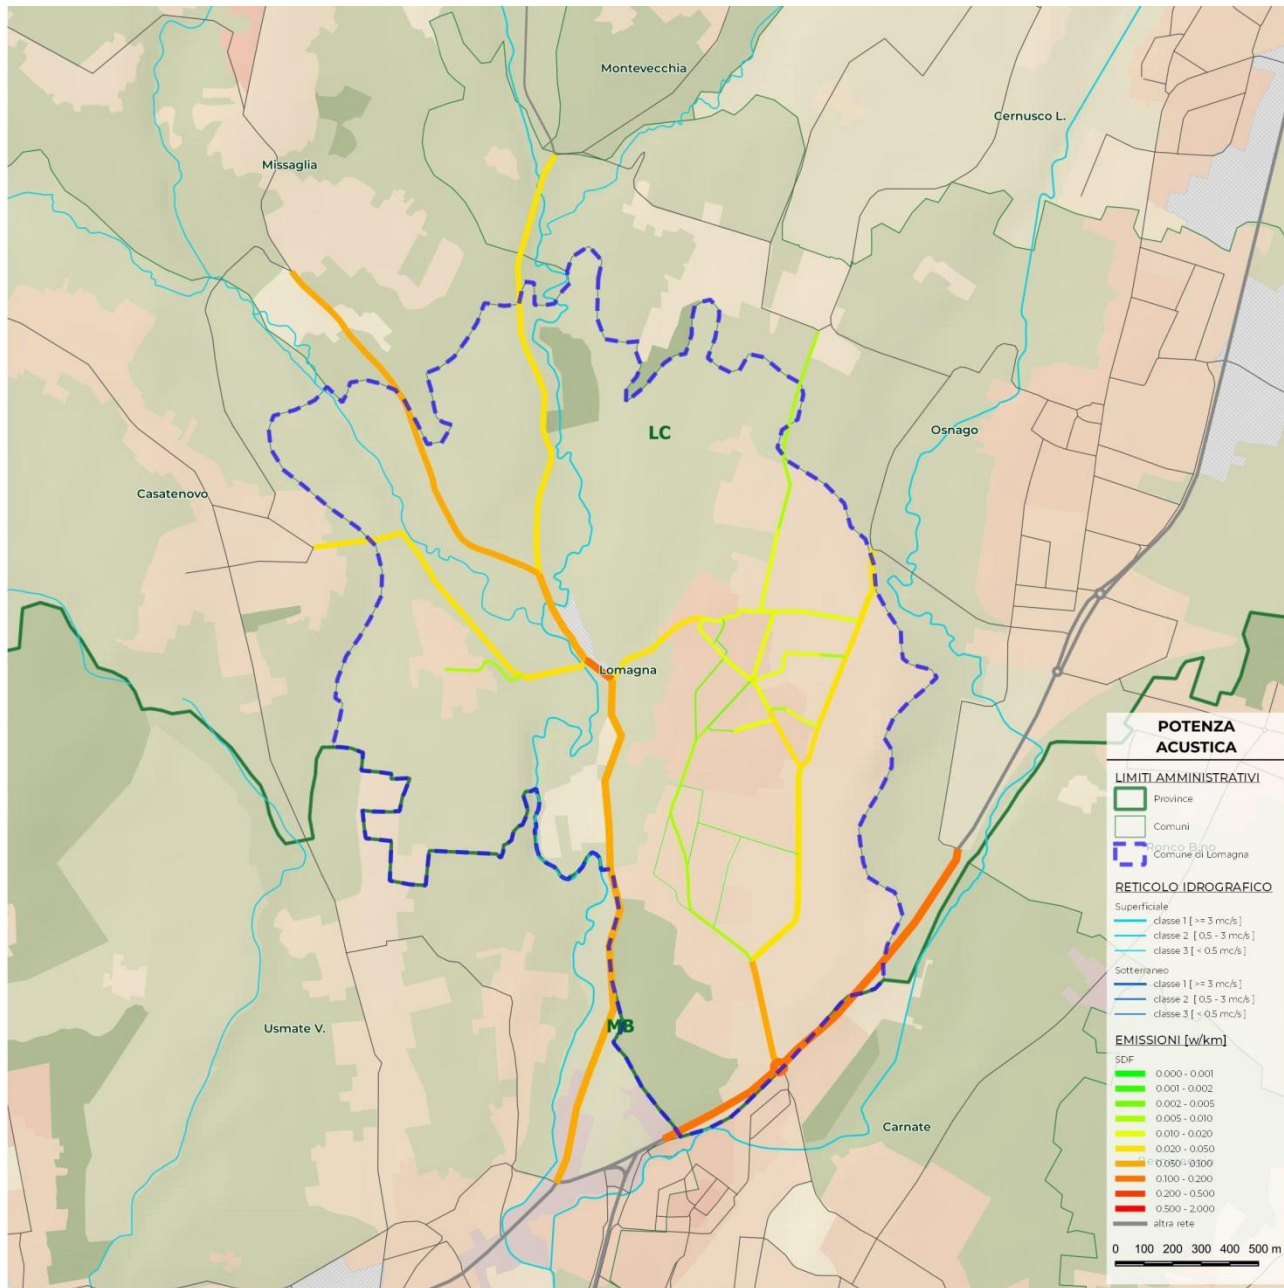 Montevecchia
Cernusco L.
Missaglia
LC
Osnago
Casatenovo
Lomagna
Usmate V.
MB
Carnate
POTENZA
ACUSTICA
LIMITI AMMINISTRATIVI
Province
Comuni
Ronco B.no
Comune di Lomagna
RETICOLO IDROGRAFICO
Superficiale
classe 1 [ >= 3 mc/s ]
classe 2 [ 0.5 - 3 mc/s ]
classe 3 [ < 0.5 mc/s ]
Sotterraneo
classe 1 [ >= 3 mc/s ]
classe 2 [ 0.5 - 3 mc/s ]
classe 3 [ < 0.5 mc/s ]
EMISSIONI [w/km]
SDF
0.000 - 0.001
0.001 - 0.002
0.002 - 0.005
0.005 - 0.010
0.010 - 0.020
0.020 - 0.050
0.050 - 0.100
0.100 - 0.200
0.200 - 0.500
0.500 - 2.000
altra rete
0 100 200 300 400 500 m